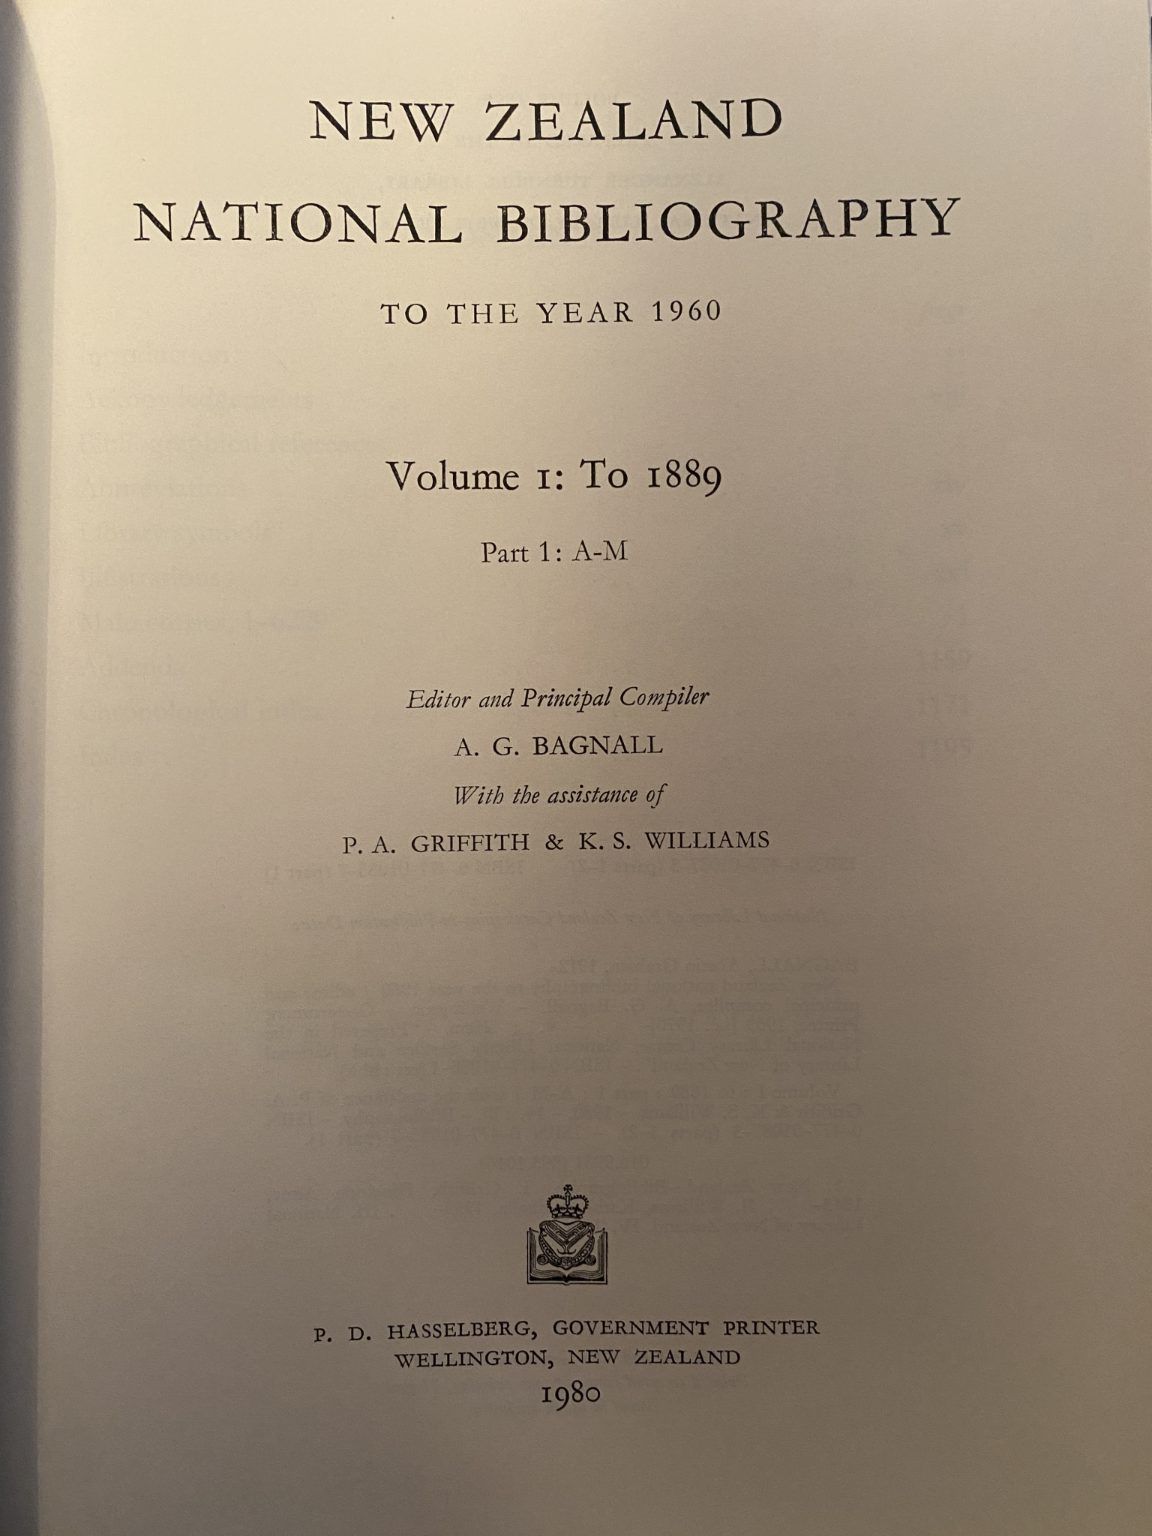 NEW ZEALAND
NATIONAL BIBLIOGRAPHY
TO THE YEAR 1960
Volume 1: To 1889
Part 1: A-M
Editor and Principal Compiler
A. G. BAGNALL
With the assistance of
P. A. GRIFFITH & K. S. WILLIAMS
P. D. HASSELBERG, GOVERNMENT PRINTER
WELLINGTON, NEW ZEALAND
1980